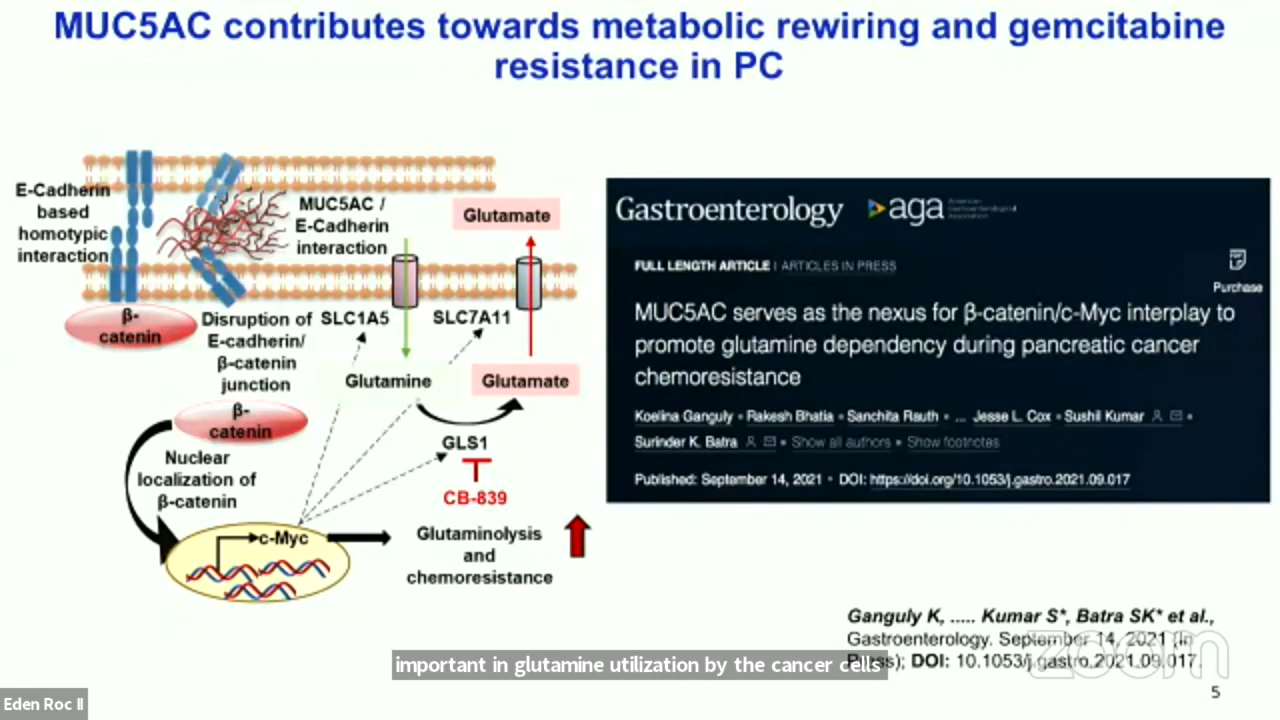 MUC5AC contributes towards metabolic rewiring and gemcitabine
resistance in PC
E-Cadherin
based
homotypic
interaction
MUC5AC /
E-Cadherin
interaction
Glutamate
β-
catenin
Disruption of
E-cadherin/
β-catenin
junction
SLC1A5
SLC7A11
Glutamine
Glutamate
β-
catenin
GLS1
Nuclear
localization of
β-catenin
CB-839
c-Myc
Glutaminolysis
and
chemoresistance
Gastroenterology
aga
American
Gastroenterological
Association
FULL LENGTH ARTICLE | ARTICLES IN PRESS
Purchase
MUC5AC serves as the nexus for β-catenin/c-Myc interplay to
promote glutamine dependency during pancreatic cancer
chemoresistance
Koelina Ganguly • Rakesh Bhatia • Sanchita Rauth • ... Jesse L. Cox • Sushil Kumar •
Surinder K. Batra • Show all authors • Show footnotes
Published: September 14, 2021 • DOI: https://doi.org/10.1053/j.gastro.2021.09.017
Ganguly K, ..... Kumar S*, Batra SK* et al.,
Gastroenterology. September 14, 2021 (In
Press); DOI: 10.1053/j.gastro.2021.09.017.
zoom
important in glutamine utilization by the cancer cells
5
Eden Roc II